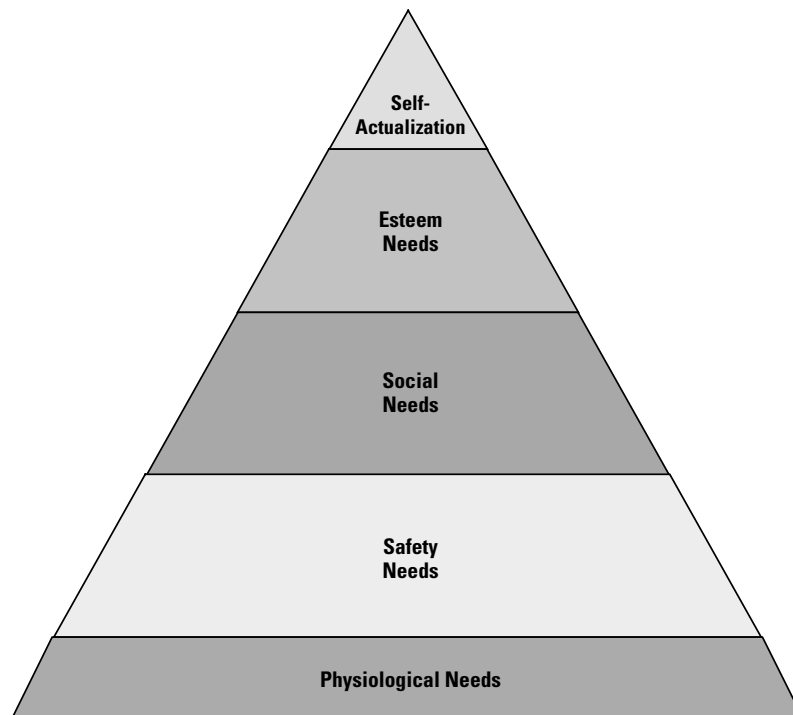 Self-
Actualization
Esteem
Needs
Social
Needs
Safety
Needs
Physiological Needs